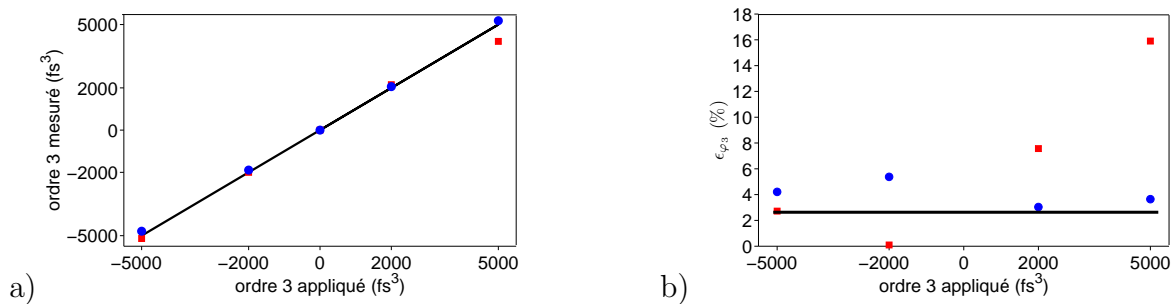 5000
2000
0
−2000
−5000
ordre 3 mesuré (fs³)
−5000 −2000 0 2000 5000
ordre 3 appliqué (fs³)
a)
18
16
14
12
10
8
6
4
2
0
ϵφ₃ (%)
−5000 −2000 0 2000 5000
ordre 3 appliqué (fs³)
b)